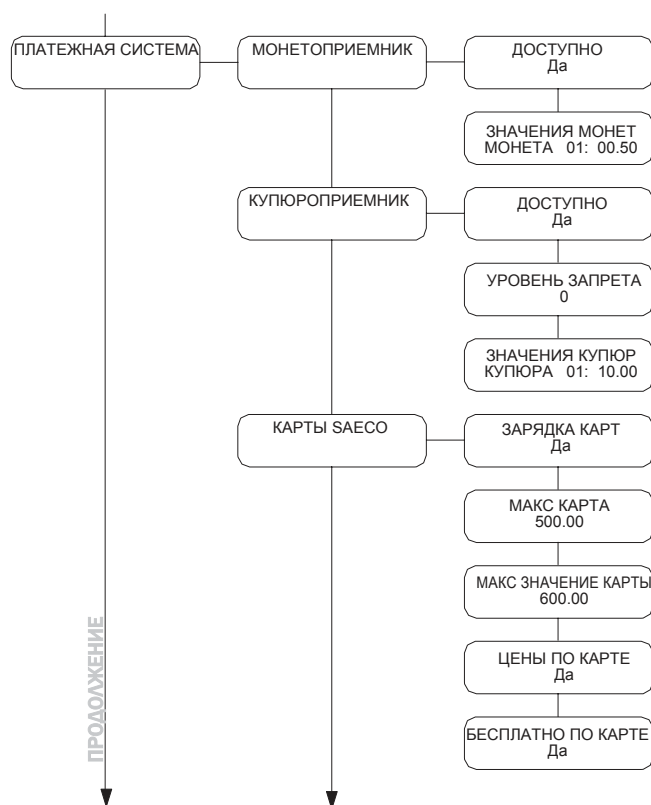 ПЛАТЕЖНАЯ СИСТЕМА
МОНЕТОПРИЕМНИК
ДОСТУПНО
Да
ЗНАЧЕНИЯ МОНЕТ
МОНЕТА 01: 00.50
КУПЮРОПРИЕМНИК
ДОСТУПНО
Да
УРОВЕНЬ ЗАПРЕТА
0
ЗНАЧЕНИЯ КУПЮР
КУПЮРА 01: 10.00
КАРТЫ SAECO
ЗАРЯДКА КАРТ
Да
МАКС КАРТА
500.00
МАКС ЗНАЧЕНИЕ КАРТЫ
600.00
ЦЕНЫ ПО КАРТЕ
Да
БЕСПЛАТНО ПО КАРТЕ
Да
ПРОДОЛЖЕНИЕ